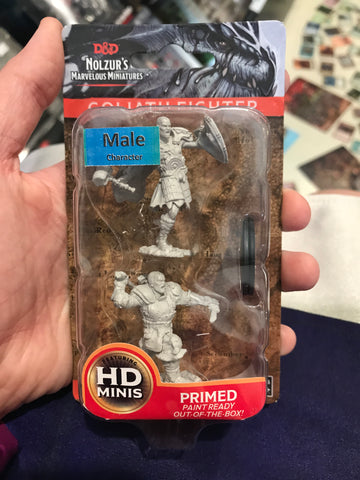 D&D
NOLZUR'S
MARVELOUS MINIATURES
GOLIATH FIGHTER
Male
Character
FEATURING
HD
MINIS
PRIMED
PAINT READY
OUT-OF-THE-BOX!